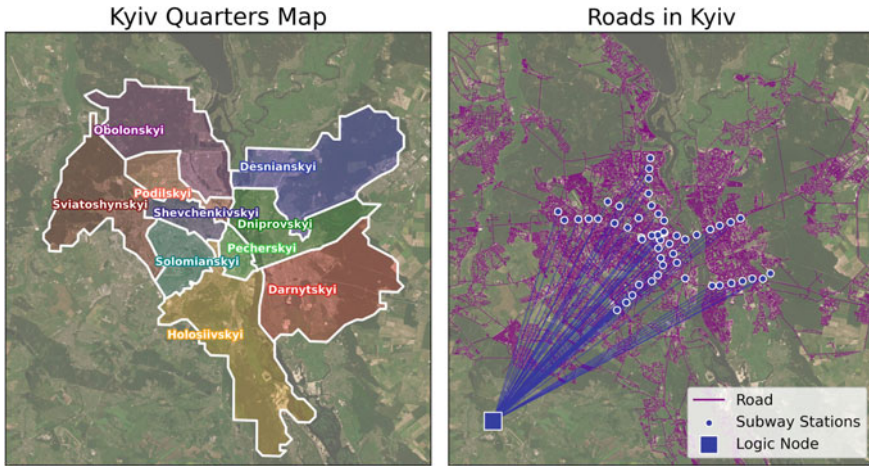 Kyiv Quarters Map
Obolonskyi
Desnianskyi
Podilskyi
Sviatoshynskyi
Shevchenkivskyi
Dniprovskyi
Pecherskyi
Solomianskyi
Darnytskyi
Holosiivskyi
Roads in Kyiv
Road
Subway Stations
Logic Node